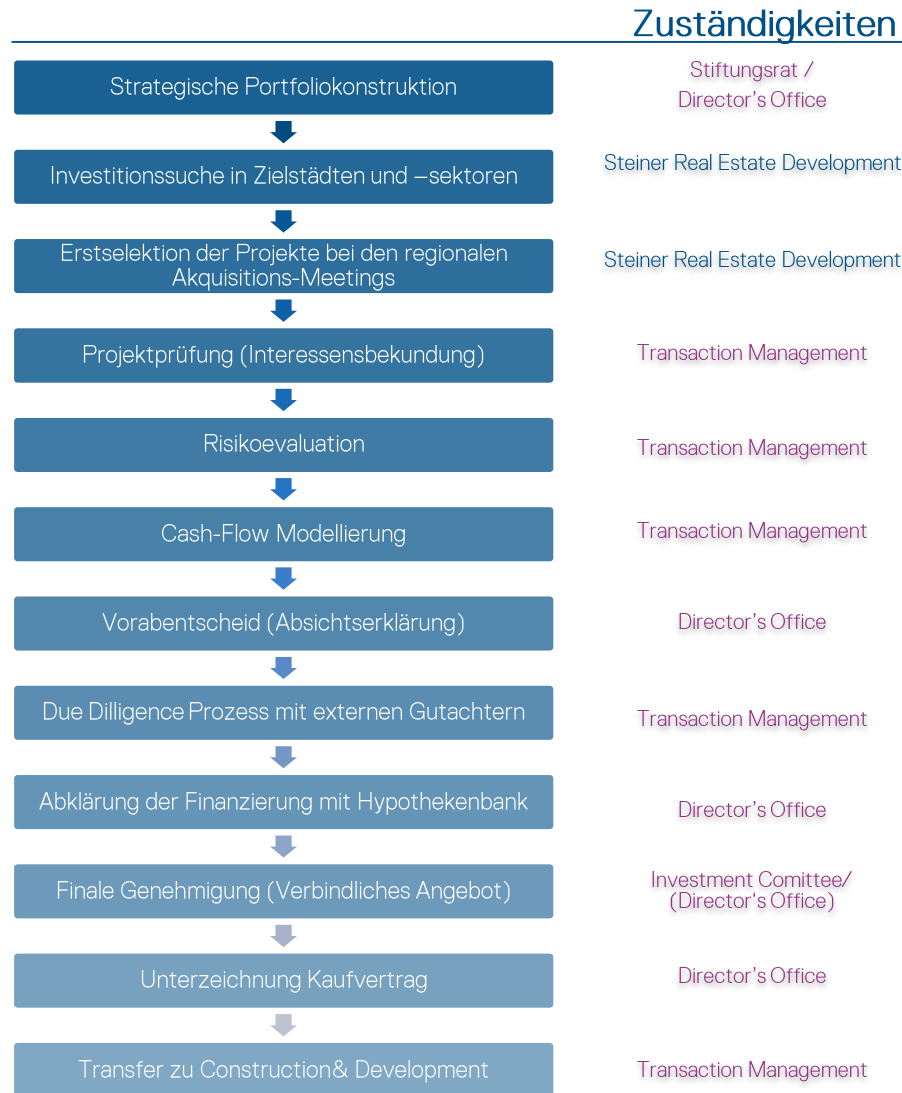 Zuständigkeiten
Strategische Portfoliokonstruktion
Stiftungsrat /
Director’s Office
Investitionssuche in Zielstädten und –sektoren
Steiner Real Estate Development
Erstselektion der Projekte bei den regionalen
Akquisitions-Meetings
Steiner Real Estate Development
Projektprüfung (Interessensbekundung)
Transaction Management
Risikoevaluation
Transaction Management
Cash-Flow Modellierung
Transaction Management
Vorabentscheid (Absichtserklärung)
Director’s Office
Due Dilligence Prozess mit externen Gutachtern
Transaction Management
Abklärung der Finanzierung mit Hypothekenbank
Director’s Office
Finale Genehmigung (Verbindliches Angebot)
Investment Comittee/
(Director‘s Office)
Unterzeichnung Kaufvertrag
Director’s Office
Transfer zu Construction& Development
Transaction Management